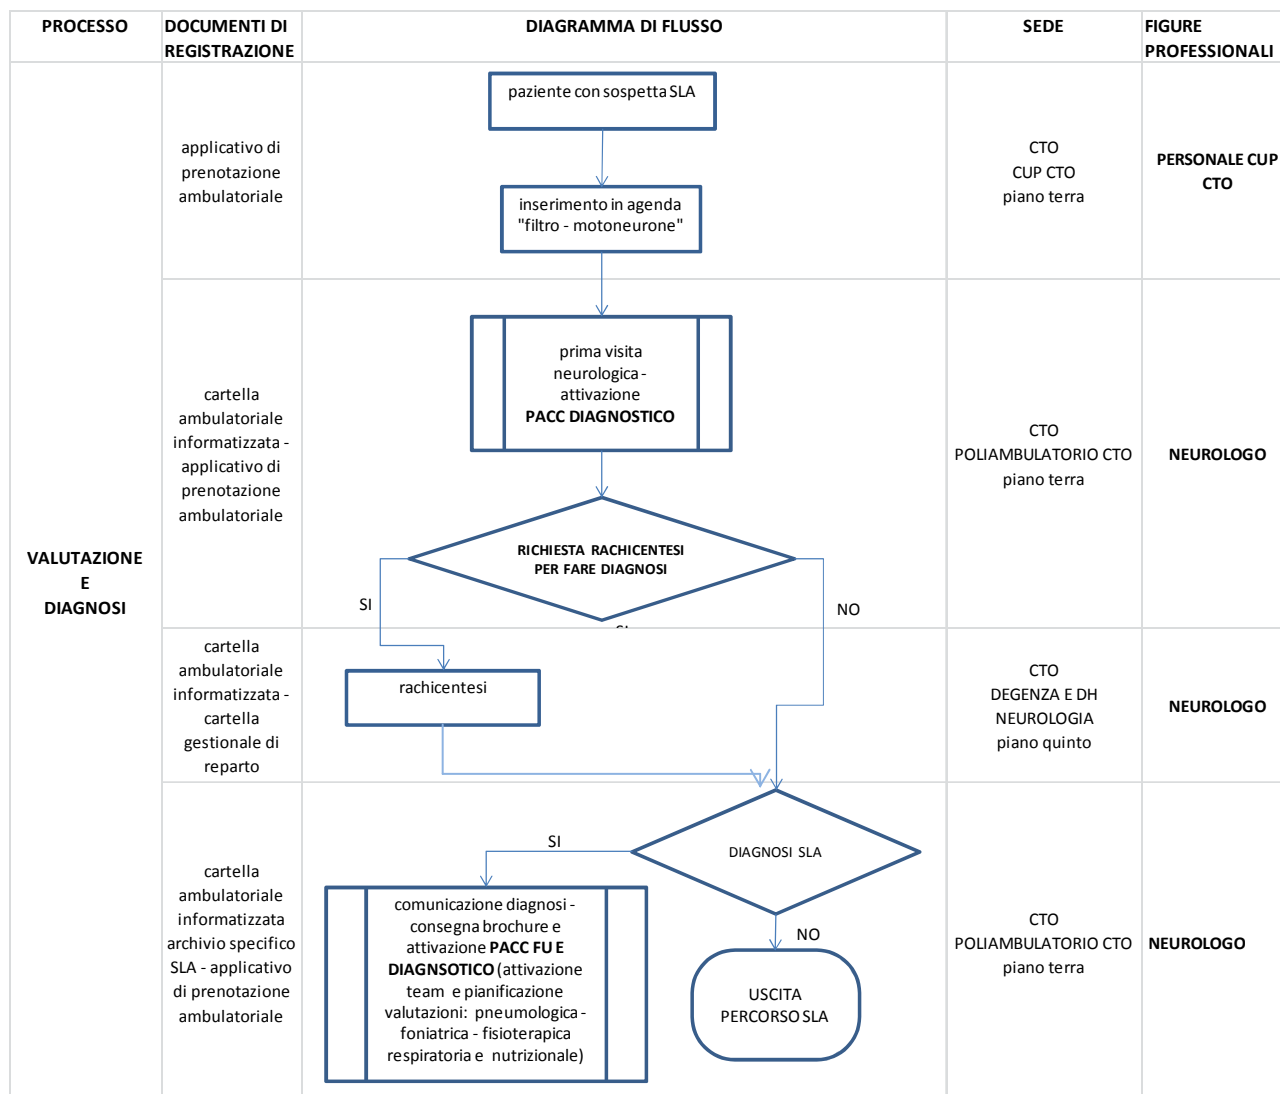 PROCESSO
DOCUMENTI DI
REGISTRAZIONE
DIAGRAMMA DI FLUSSO
SEDE
FIGURE
PROFESSIONALI
VALUTAZIONE
E
DIAGNOSI
applicativo di
prenotazione
ambulatoriale
paziente con sospetta SLA
inserimento in agenda
"filtro - motoneurone"
CTO
CUP CTO
piano terra
PERSONALE CUP
CTO
cartella
ambulatoriale
informatizzata -
applicativo di
prenotazione
ambulatoriale
prima visita
neurologica -
attivazione
PACC DIAGNOSTICO
RICHIESTA RACHICENTESI
PER FARE DIAGNOSI
SI
NO
CTO
POLIAMBULATORIO CTO
piano terra
NEUROLOGO
cartella
ambulatoriale
informatizzata -
cartella
gestionale di
reparto
rachicentesi
CTO
DEGENZA E DH
NEUROLOGIA
piano quinto
NEUROLOGO
cartella
ambulatoriale
informatizzata
archivio specifico
SLA - applicativo
di prenotazione
ambulatoriale
DIAGNOSI SLA
SI
comunicazione diagnosi -
consegna brochure e
attivazione PACC FU E
DIAGNSOTICO (attivazione
team e pianificazione
valutazioni: pneumologica -
foniatrica - fisioterapica
respiratoria e nutrizionale)
NO
USCITA
PERCORSO SLA
CTO
POLIAMBULATORIO CTO
piano terra
NEUROLOGO